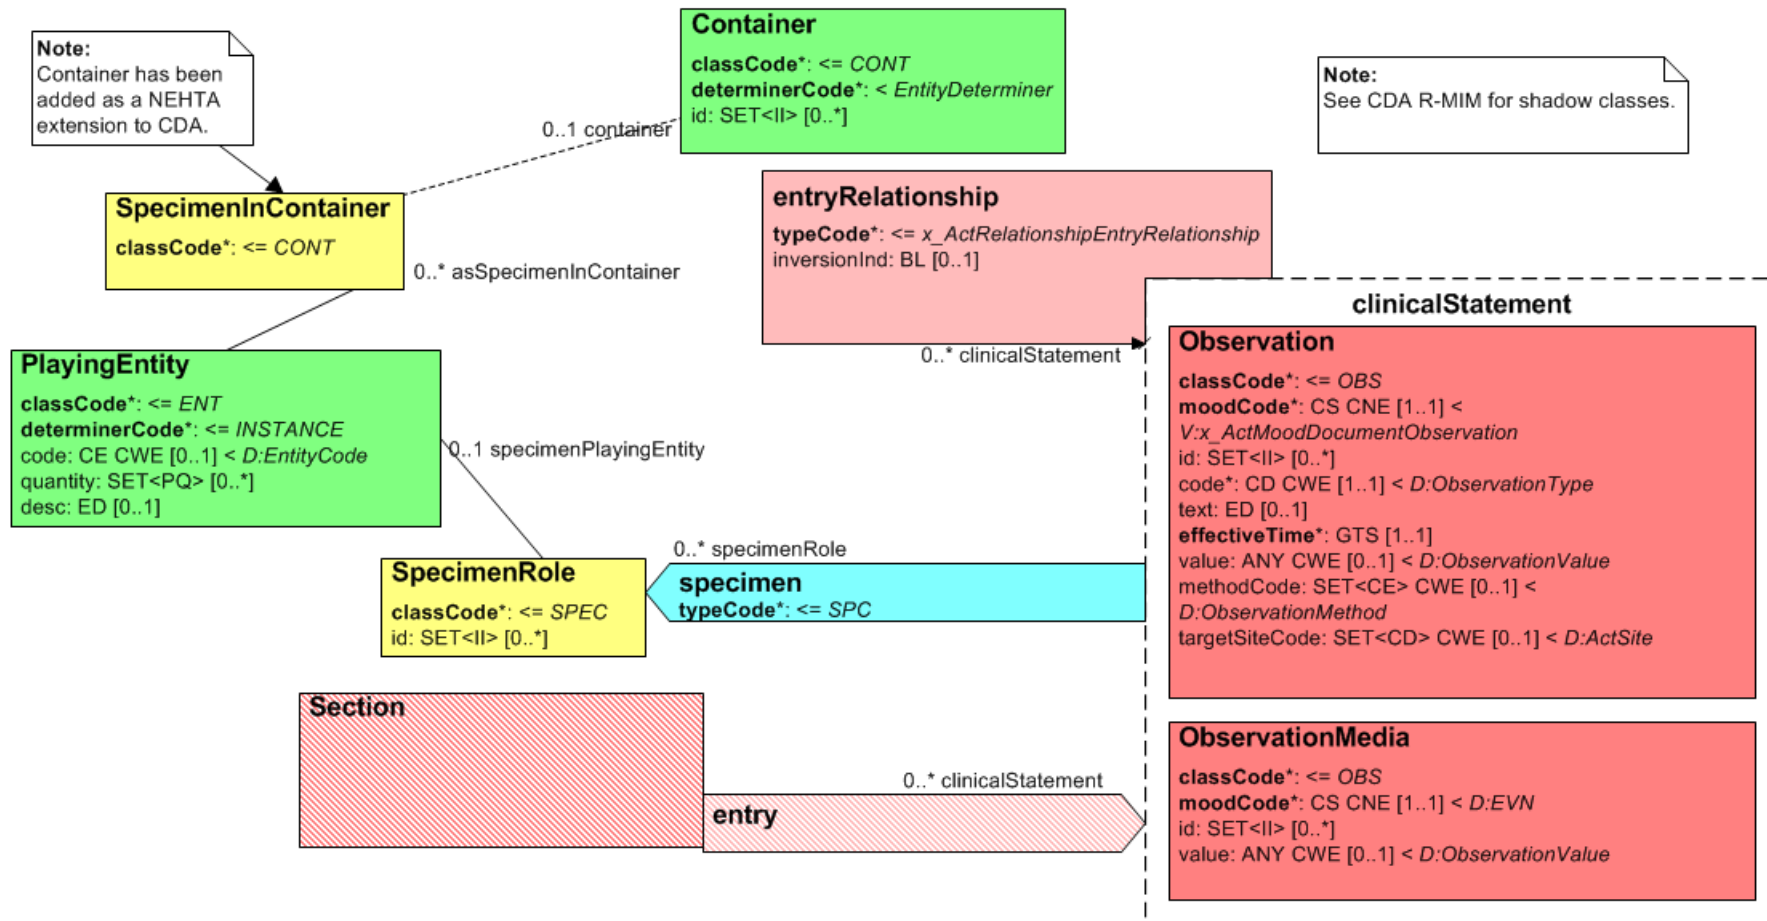 Note:
Container has been
added as a NEHTA
extension to CDA.
Container
classCode*: <= CONT
determinerCode*: < EntityDeterminer
id: SET<II> [0..*]
Note:
See CDA R-MIM for shadow classes.
0..1 container
SpecimenInContainer
classCode*: <= CONT
0..* asSpecimenInContainer
entryRelationship
typeCode*: <= x_ActRelationshipEntryRelationship
inversionInd: BL [0..1]
0..* clinicalStatement
clinicalStatement
PlayingEntity
classCode*: <= ENT
determinerCode*: <= INSTANCE
code: CE CWE [0..1] < D:EntityCode
quantity: SET<PQ> [0..*]
desc: ED [0..1]
0..1 specimenPlayingEntity
Observation
classCode*: <= OBS
moodCode*: CS CNE [1..1] <
V:x_ActMoodDocumentObservation
id: SET<II> [0..*]
code*: CD CWE [1..1] < D:ObservationType
text: ED [0..1]
effectiveTime*: GTS [1..1]
value: ANY CWE [0..1] < D:ObservationValue
methodCode: SET<CE> CWE [0..1] <
D:ObservationMethod
targetSiteCode: SET<CD> CWE [0..1] < D:ActSite
SpecimenRole
classCode*: <= SPEC
id: SET<II> [0..*]
0..* specimenRole
specimen
typeCode*: <= SPC
Section
0..* clinicalStatement
entry
ObservationMedia
classCode*: <= OBS
moodCode*: CS CNE [1..1] < D:EVN
id: SET<II> [0..*]
value: ANY CWE [0..1] < D:ObservationValue